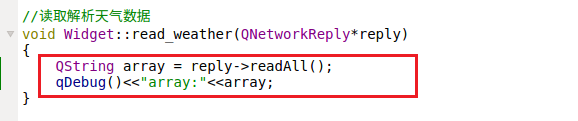 //读取解析天气数据
void Widget::read_weather(QNetworkReply*reply)
{
    QString array = reply->readAll();
    qDebug()<<"array:"<<array;
}